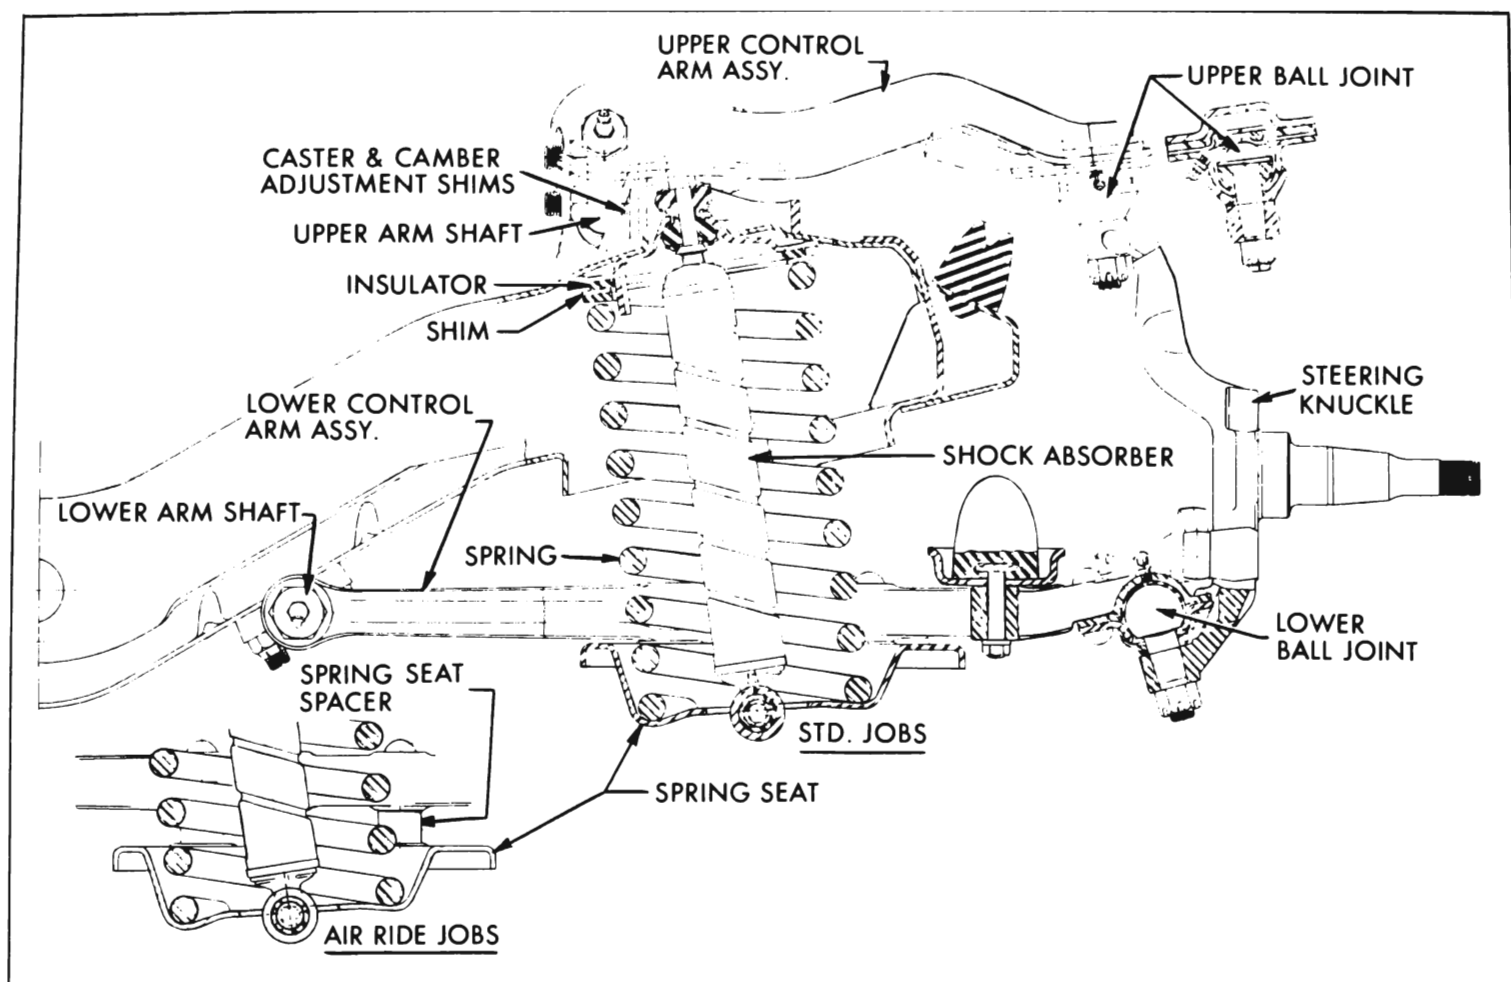 UPPER CONTROL
ARM ASSY.
UPPER BALL JOINT
CASTER & CAMBER
ADJUSTMENT SHIMS
UPPER ARM SHAFT
INSULATOR
SHIM
STEERING
KNUCKLE
LOWER CONTROL
ARM ASSY.
SHOCK ABSORBER
LOWER ARM SHAFT
SPRING
LOWER
BALL JOINT
SPRING SEAT
SPACER
STD. JOBS
SPRING SEAT
AIR RIDE JOBS